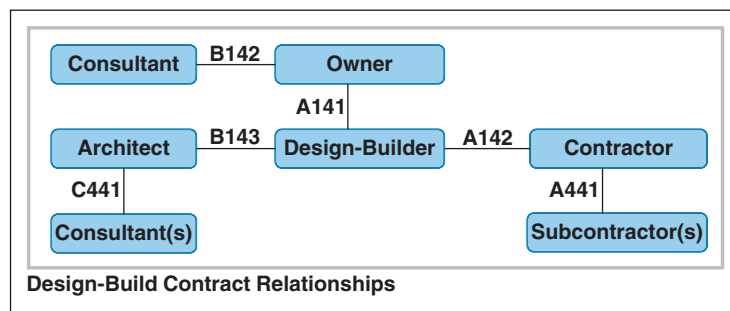 Consultant B142 Owner
A141
Architect B143 Design-Builder A142 Contractor
C441 A441
Consultant(s) Subcontractor(s)
Design-Build Contract Relationships